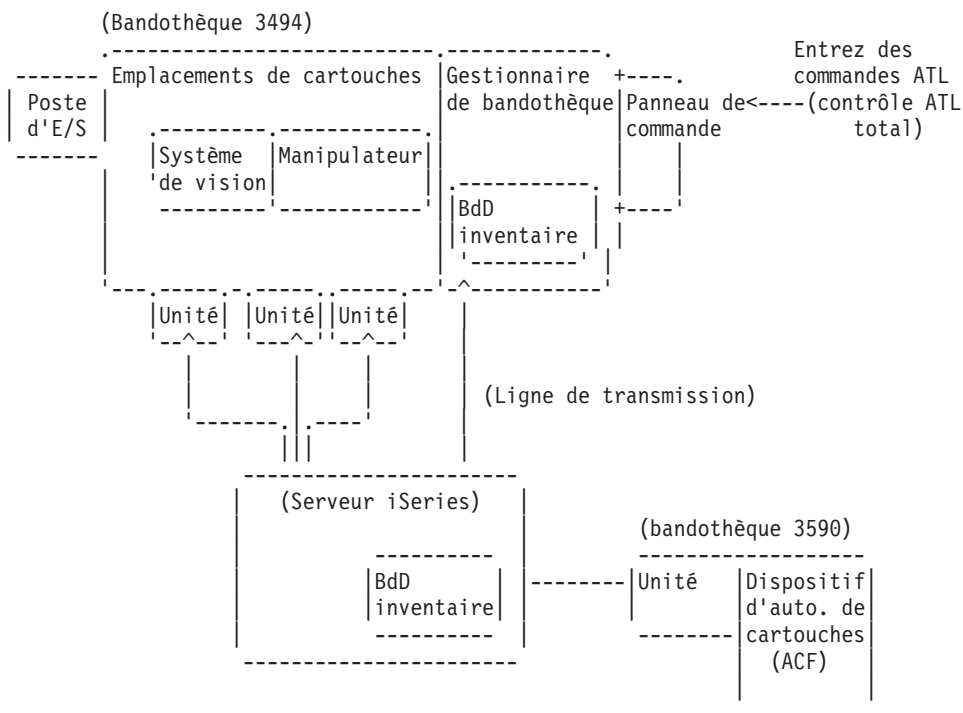 (Bandothèque 3494)
Entrez des
commandes ATL
(contrôle ATL
total)
Emplacements de cartouches
Gestionnaire
de bandothèque
Panneau de
commande
Poste
d'E/S
Système
de vision
Manipulateur
BdD
inventaire
Unité
Unité
Unité
(Ligne de transmission)
(Serveur iSeries)
BdD
inventaire
(bandothèque 3590)
Unité
Dispositif
d'auto. de
cartouches
(ACF)